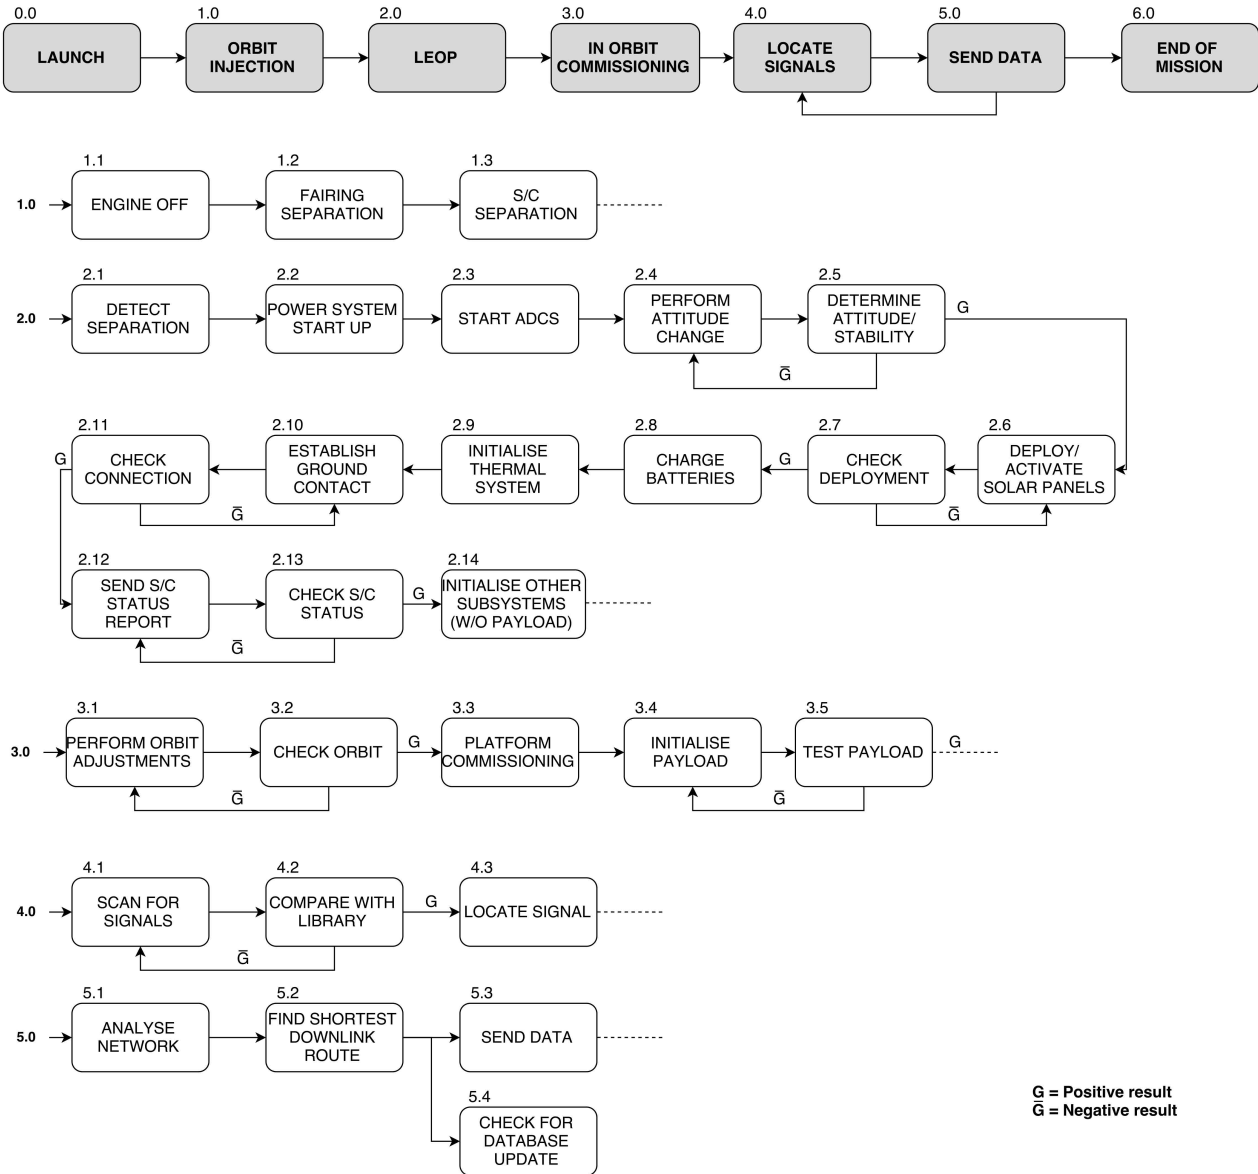 0.0
LAUNCH
1.0
ORBIT
INJECTION
2.0
LEOP
3.0
IN ORBIT
COMMISSIONING
4.0
LOCATE
SIGNALS
5.0
SEND DATA
6.0
END OF
MISSION
1.0
1.1
ENGINE OFF
1.2
FAIRING
SEPARATION
1.3
S/C
SEPARATION
2.0
2.1
DETECT
SEPARATION
2.2
POWER SYSTEM
START UP
2.3
START ADCS
2.4
PERFORM
ATTITUDE
CHANGE
2.5
DETERMINE
ATTITUDE/
STABILITY
G
G̅
2.6
DEPLOY/
ACTIVATE
SOLAR PANELS
2.7
CHECK
DEPLOYMENT
G̅
G
2.8
CHARGE
BATTERIES
2.9
INITIALISE
THERMAL
SYSTEM
2.10
ESTABLISH
GROUND
CONTACT
2.11
CHECK
CONNECTION
G̅
G
2.12
SEND S/C
STATUS
REPORT
2.13
CHECK S/C
STATUS
G̅
G
2.14
INITIALISE OTHER
SUBSYSTEMS
(W/O PAYLOAD)
3.0
3.1
PERFORM ORBIT
ADJUSTMENTS
3.2
CHECK ORBIT
G̅
G
3.3
PLATFORM
COMMISSIONING
3.4
INITIALISE
PAYLOAD
3.5
TEST PAYLOAD
G̅
G
4.0
4.1
SCAN FOR
SIGNALS
4.2
COMPARE WITH
LIBRARY
G̅
G
4.3
LOCATE SIGNAL
5.0
5.1
ANALYSE
NETWORK
5.2
FIND SHORTEST
DOWNLINK
ROUTE
5.3
SEND DATA
5.4
CHECK FOR
DATABASE
UPDATE
G = Positive result
G̅ = Negative result